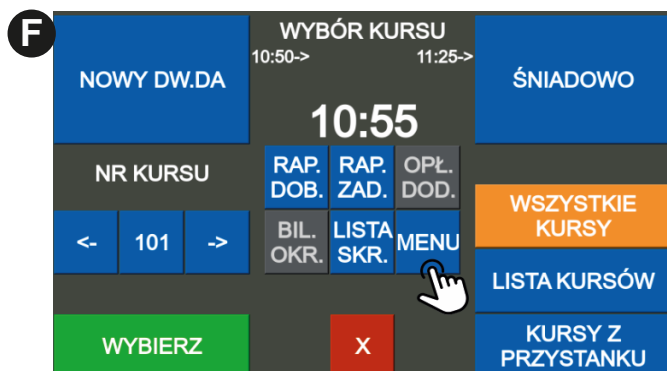 F
WYBÓR KURSU
10:50->
11:25->
NOWY DW.DA
ŚNIADOWO
10:55
NR KURSU
<-
101
->
RAP.
DOB.
RAP.
ZAD.
OPŁ.
DOD.
BIL.
OKR.
LISTA
SKR.
MENU
WSZYSTKIE
KURSY
LISTA KURSÓW
WYBIERZ
X
KURSY Z
PRZYSTANKU